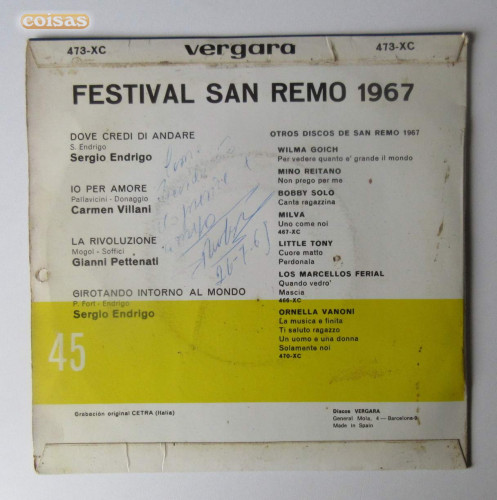 coisas
473-XC vergara 473-XC
FESTIVAL SAN REMO 1967
DOVE CREDI DI ANDARE
S. Endrigo
Sergio Endrigo
IO PER AMORE
Pallavicini - Donaggio
Carmen Villani
LA RIVOLUZIONE
Mogol - Soffici
Gianni Pettenati
GIROTANDO INTORNO AL MONDO
P. Fort - Endrigo
Sergio Endrigo
OTROS DISCOS DE SAN REMO 1967
WILMA GOICH
Per vedere quanto e' grande il mondo
MINO REITANO
Non prego per me
BOBBY SOLO
Canta ragazzina
MILVA
Uno come noi
467-XC
LITTLE TONY
Cuore matto
Perdonala
LOS MARCELLOS FERIAL
Quando vedro'
Mascia
469-XC
ORNELLA VANONI
La musica e finita
Ti saluto ragazzo
Un uomo e una donna
Solamente noi
470-XC
45
Grabación original CETRA (Italia)
Discos VERGARA
General Mola, 4 — Barcelona-9
Made in Spain